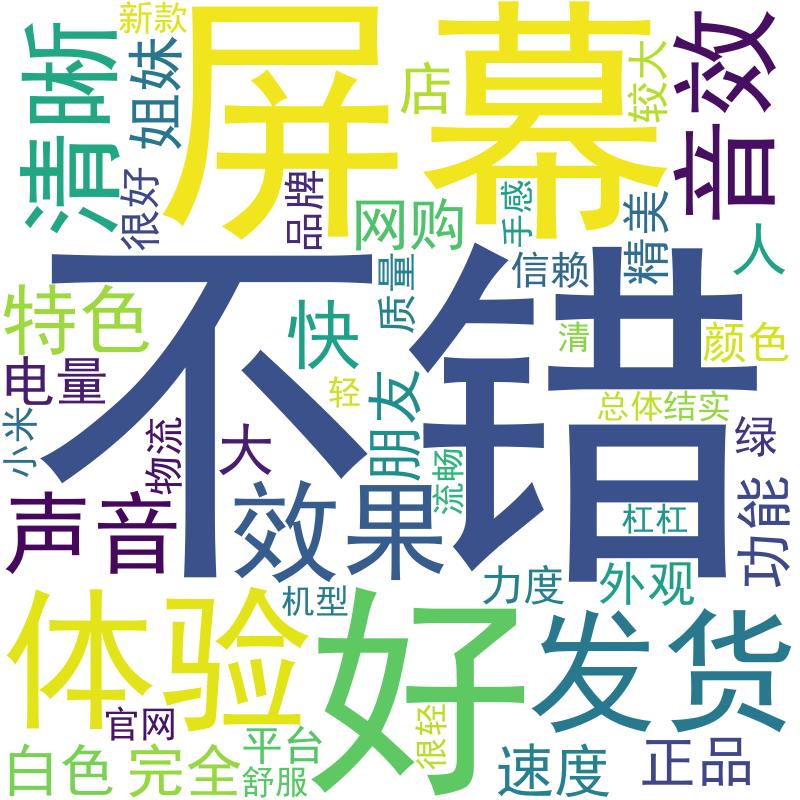 新款
屏幕
清晰
姐妹
店
较大
音效
很好
品牌
网购
手感
精美
人
不错
质量
信赖
特色
快
清
颜色
电量
轻
朋友
总体
结实
小米
物流
大
流畅
绿
声音
效果
杠杠
功能
力度
外观
体验
机型
好
发货
官网
很轻
白色
完全
平台
舒服
速度
正品